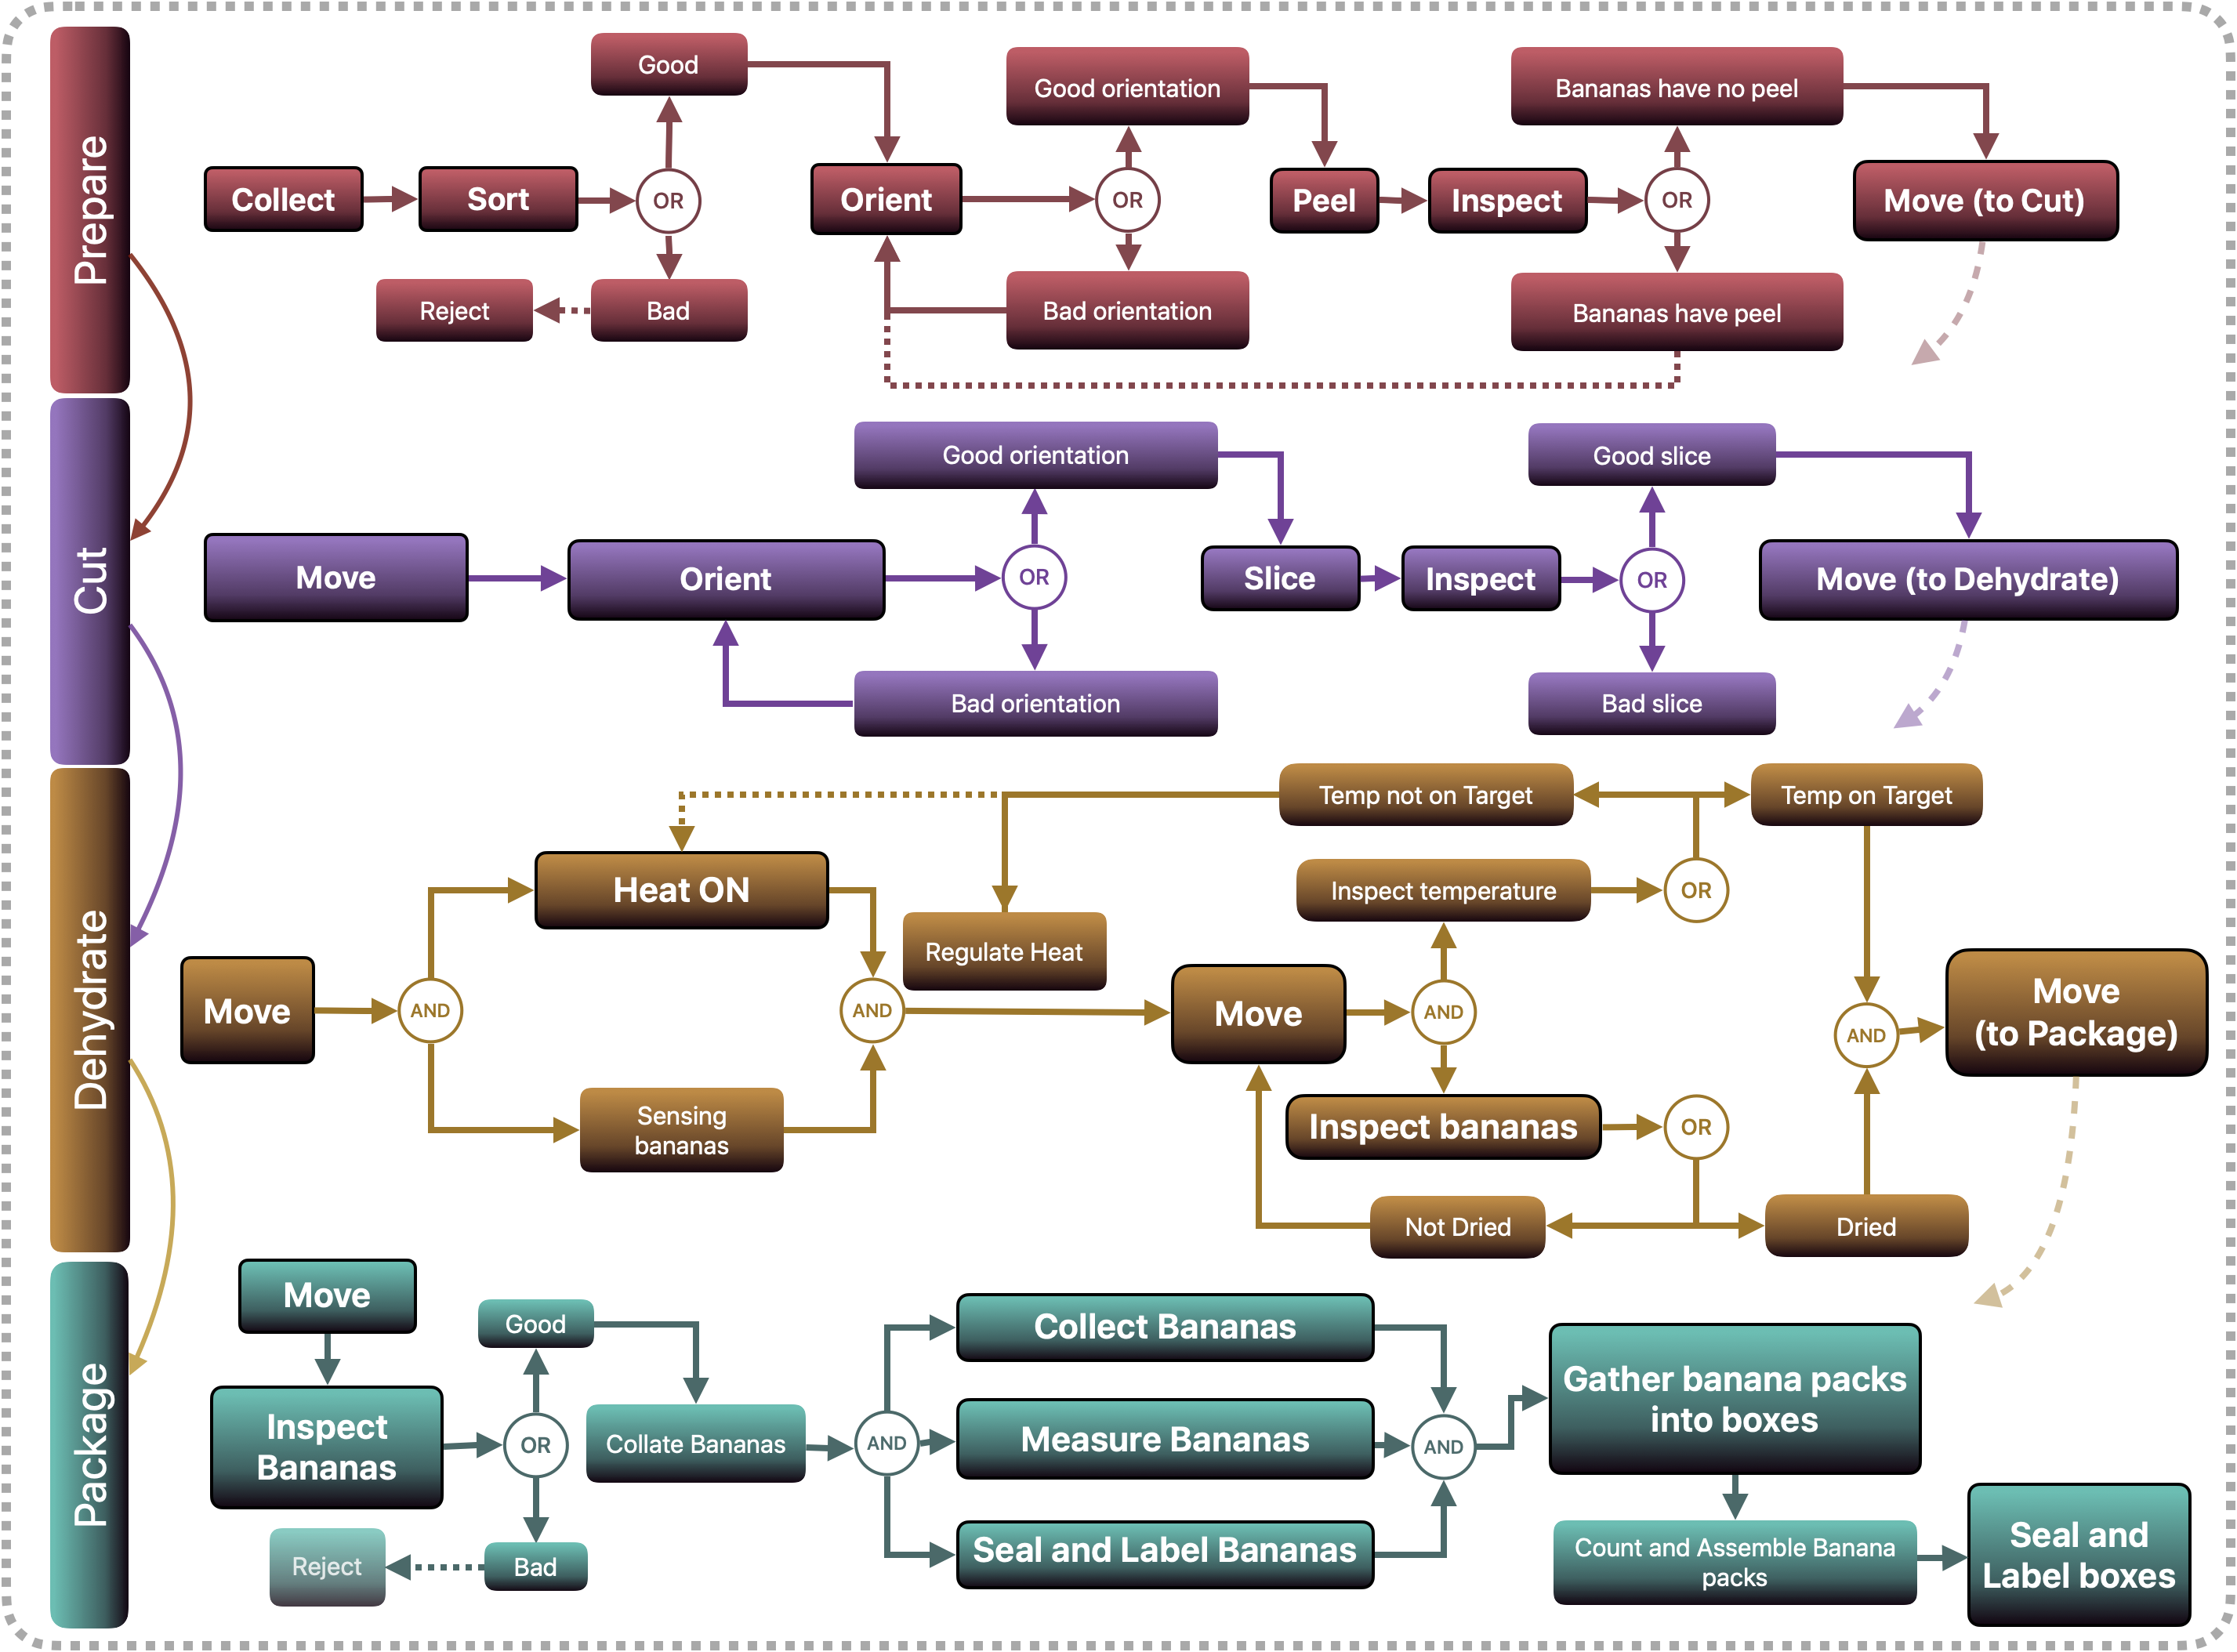 Prepare
Good
Good orientation
Bananas have no peel
Collect
Sort
OR
Orient
OR
Peel
Inspect
OR
Move (to Cut)
Reject
Bad
Bad orientation
Bananas have peel
Cut
Good orientation
Good slice
Move
Orient
OR
Slice
Inspect
OR
Move (to Dehydrate)
Bad orientation
Bad slice
Dehydrate
Temp not on Target
Temp on Target
Heat ON
Inspect temperature
OR
Regulate Heat
Move
AND
AND
Move
AND
AND
Move
(to Package)
Sensing
bananas
Inspect bananas
OR
Not Dried
Dried
Package
Move
Good
Collect Bananas
Inspect
Bananas
OR
Collate Bananas
AND
Measure Bananas
AND
Gather banana packs
into boxes
Reject
Bad
Seal and Label Bananas
Count and Assemble Banana
packs
Seal and
Label boxes